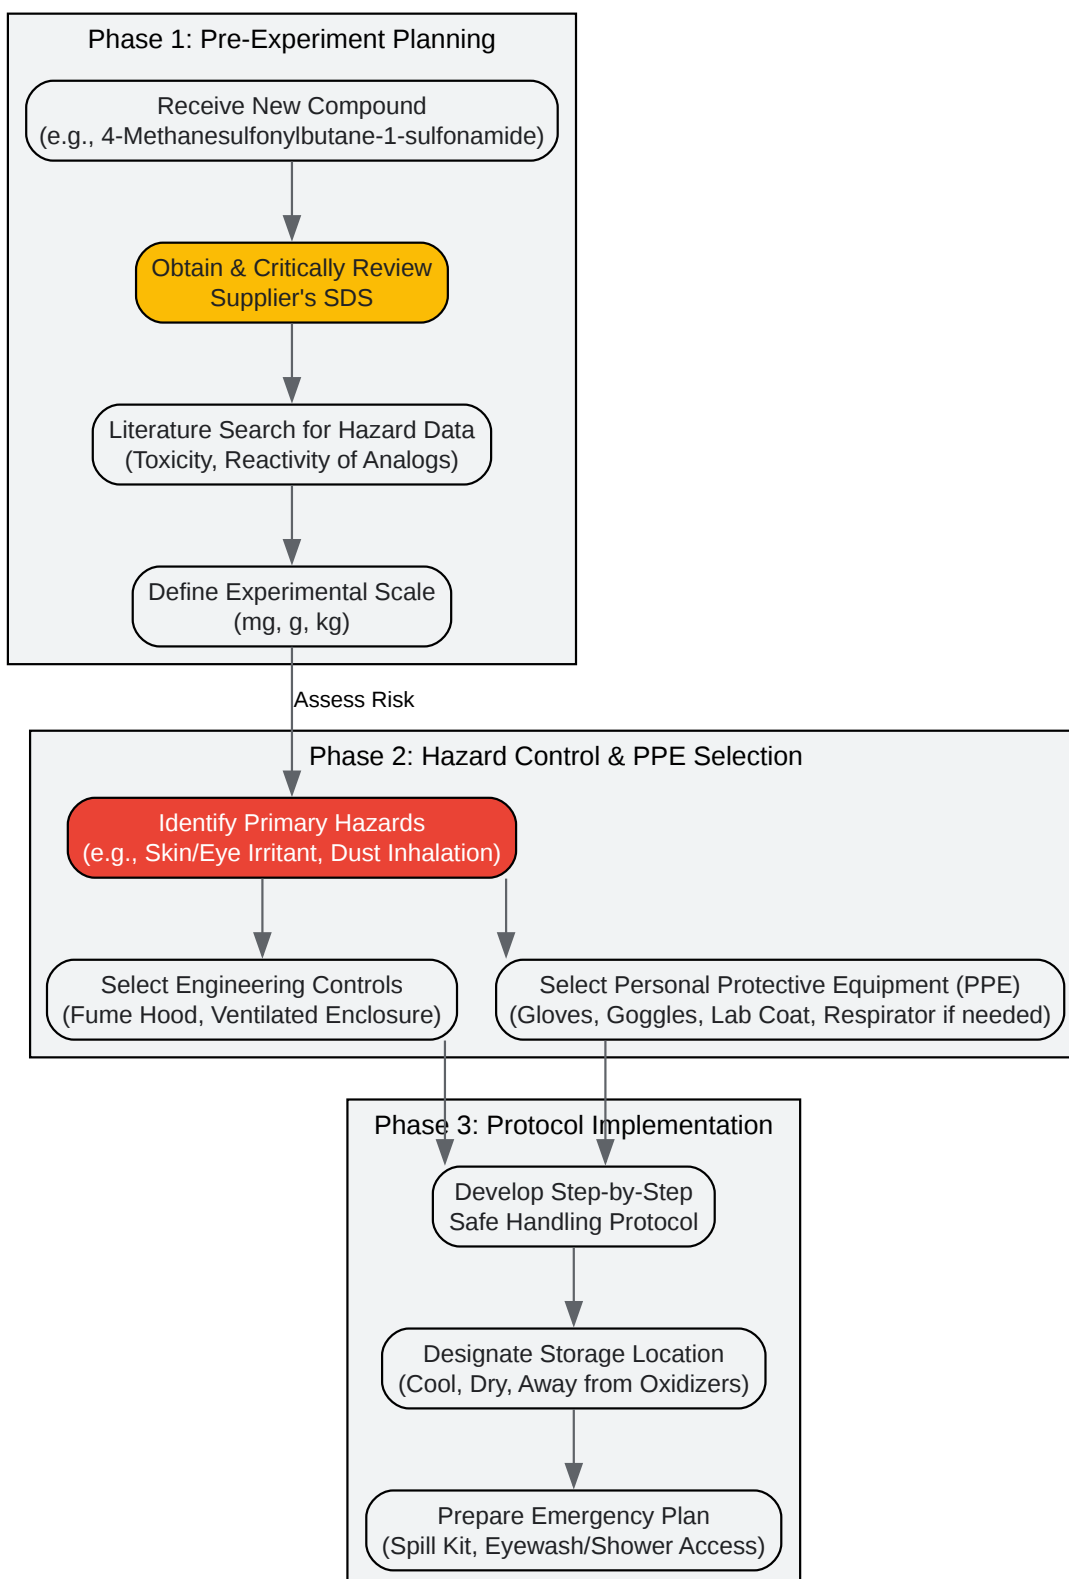 Phase 1: Pre-Experiment Planning
Receive New Compound
(e.g., 4-Methanesulfonylbutane-1-sulfonamide)
Obtain & Critically Review
Supplier's SDS
Literature Search for Hazard Data
(Toxicity, Reactivity of Analogs)
Define Experimental Scale
(mg, g, kg)
Assess Risk
Phase 2: Hazard Control & PPE Selection
Identify Primary Hazards
(e.g., Skin/Eye Irritant, Dust Inhalation)
Select Engineering Controls
(Fume Hood, Ventilated Enclosure)
Select Personal Protective Equipment (PPE)
(Gloves, Goggles, Lab Coat, Respirator if needed)
Phase 3: Protocol Implementation
Develop Step-by-Step
Safe Handling Protocol
Designate Storage Location
(Cool, Dry, Away from Oxidizers)
Prepare Emergency Plan
(Spill Kit, Eyewash/Shower Access)